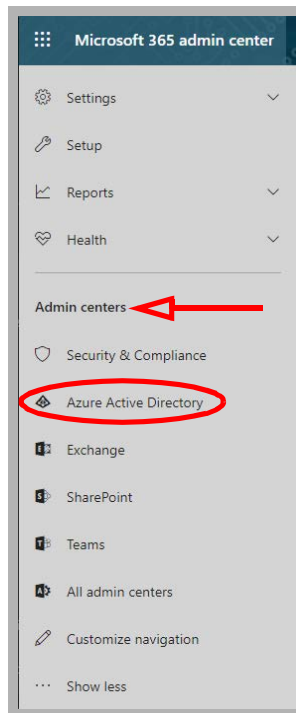 Microsoft 365 admin center
Settings
Setup
Reports
Health
Admin centers
Security & Compliance
Azure Active Directory
Exchange
SharePoint
Teams
All admin centers
Customize navigation
Show less